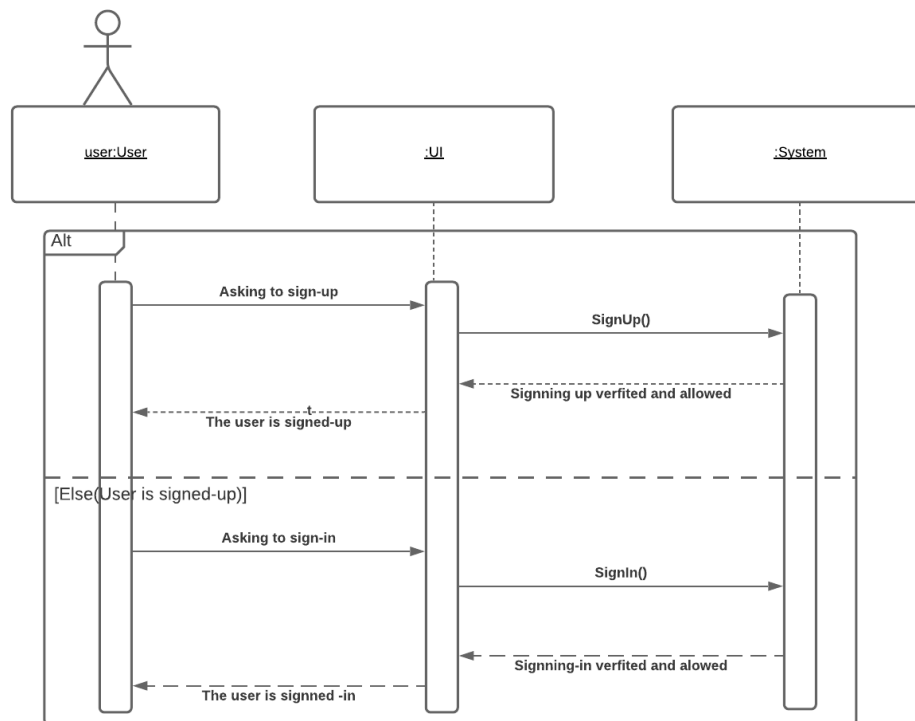 user:User
:UI
:System
Alt
Asking to sign-up
SignUp()
Signning up verfited and allowed
t
The user is signed-up
[Else(User is signed-up)]
Asking to sign-in
SignIn()
Signning-in verfited and alowed
The user is signned -in